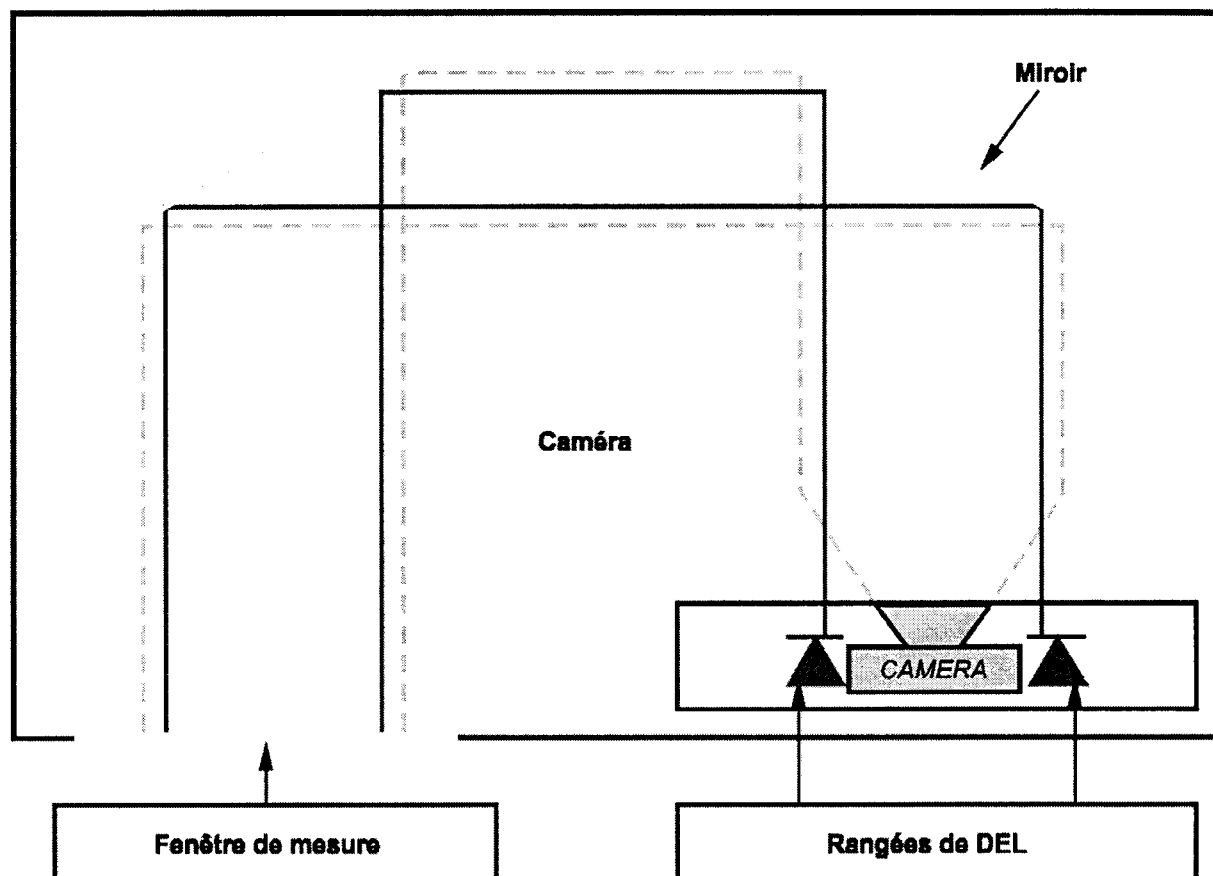 Miroir
Caméra
CAMERA
Fenêtre de mesure
Rangées de DEL